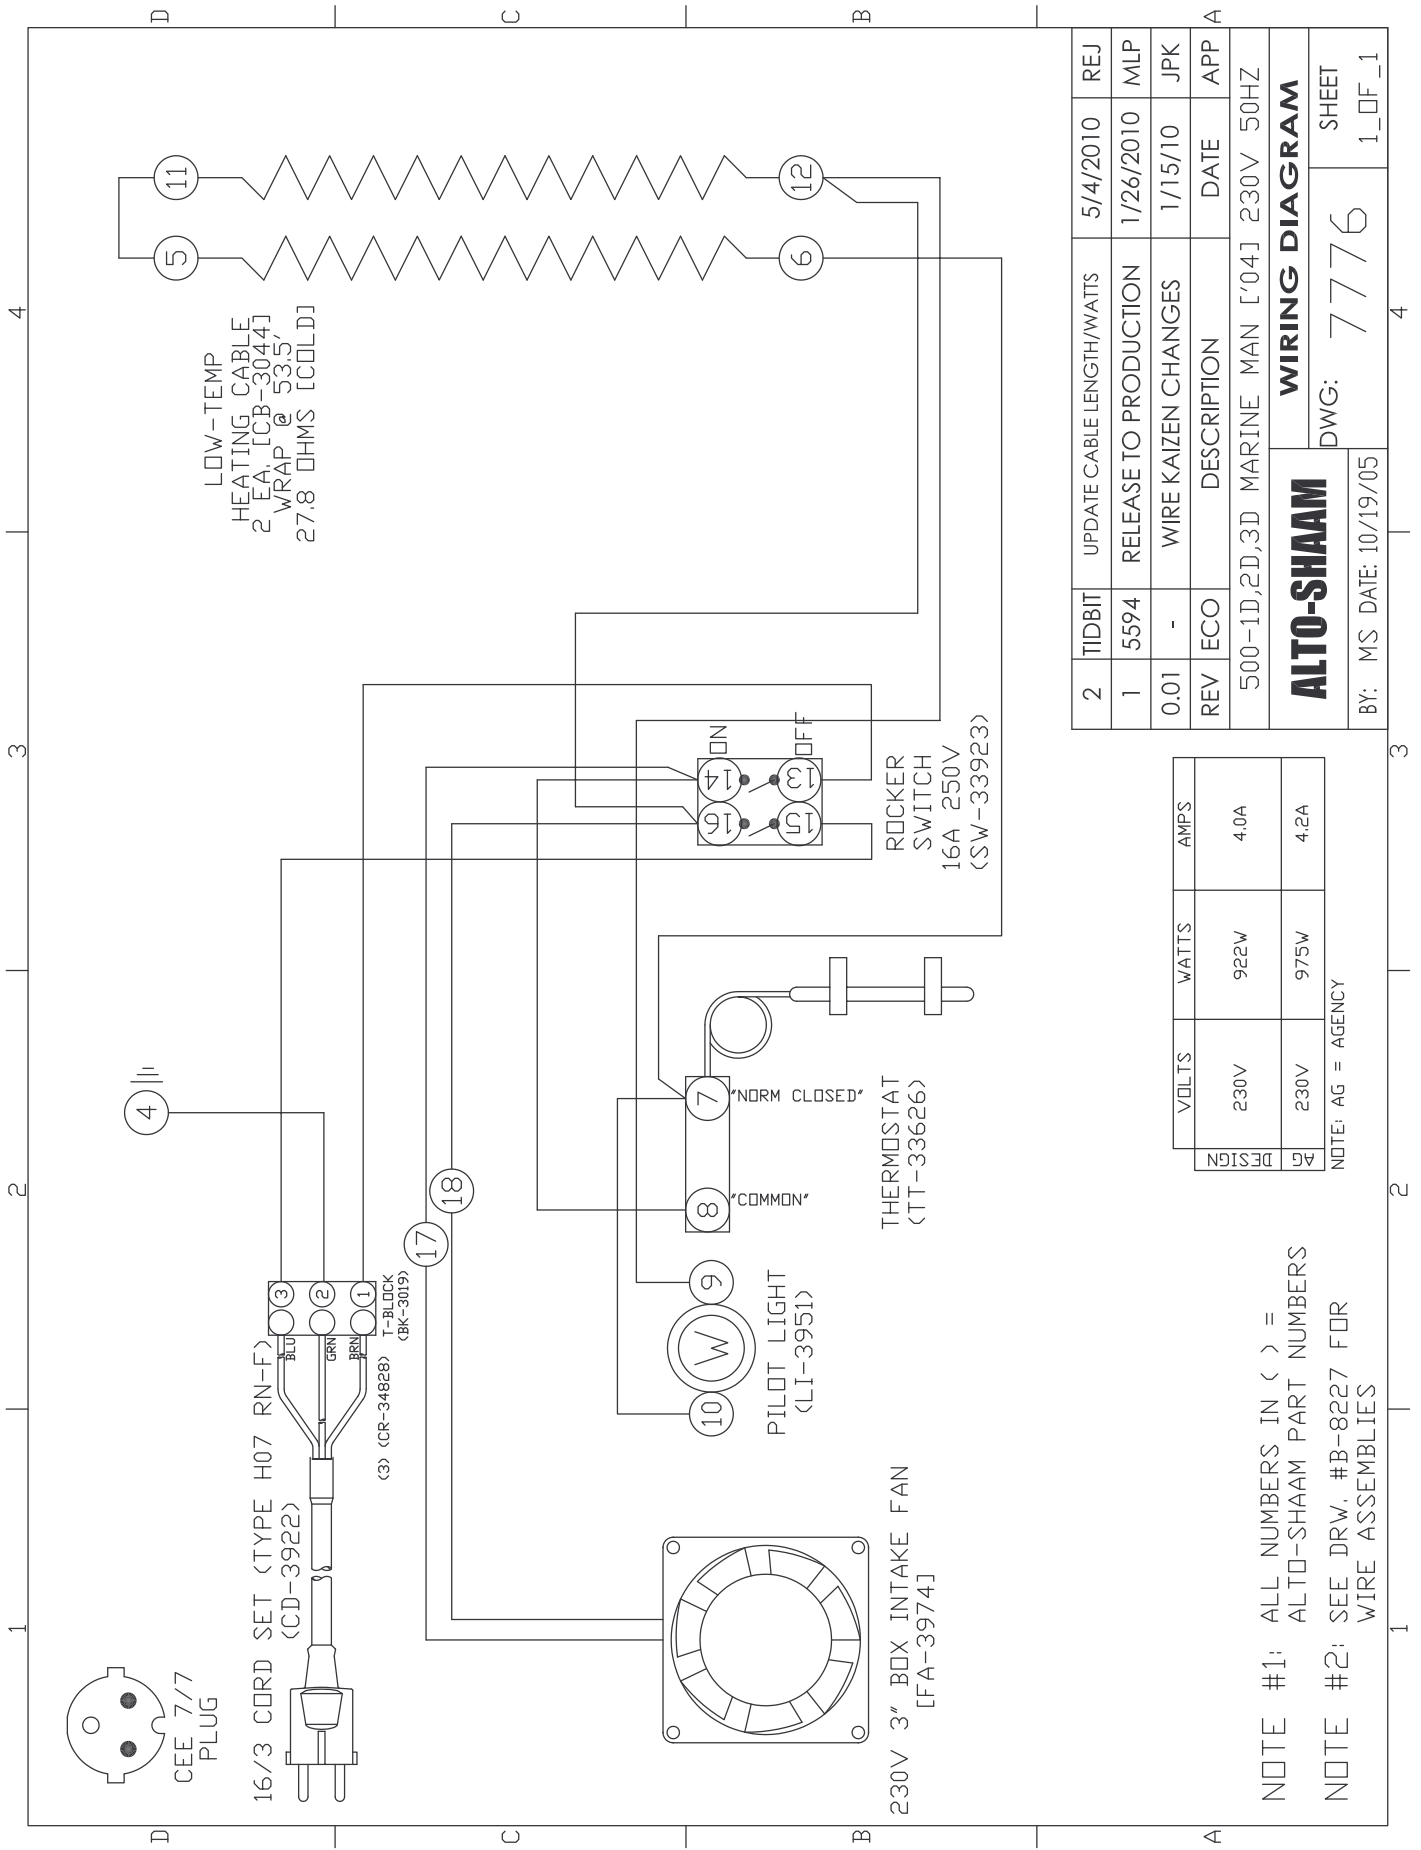 D
C
B
A
1
2
3
4
CEE 7/7
PLUG
16/3 CORD SET (TYPE H07 RN-F)
(CD-3922)
BLU
GRN
BRN
3
2
1
T-BLOCK
(BK-3019)
(3) (CR-34828)
4
17
18
LOW-TEMP
HEATING CABLE
2 EA. [CB-3044]
WRAP @ 53.5'
27.8 OHMS [COLD]
5
11
6
12
230V 3" BOX INTAKE FAN
[FA-3974]
10
W
9
PILOT LIGHT
(LI-3951)
8
"COMMON"
7
"NORM CLOSED"
THERMOSTAT
(TT-33626)
16
14
ON
15
13
OFF
ROCKER
SWITCH
16A 250V
(SW-33923)
NOTE #1: ALL NUMBERS IN ( ) =
ALTO-SHAAM PART NUMBERS
NOTE #2: SEE DRW. #B-8227 FOR
WIRE ASSEMBLIES
VOLTS WATTS AMPS
DESIGN 230V 922W 4.0A
AG 230V 975W 4.2A
NOTE: AG = AGENCY
2 TIDBIT UPDATE CABLE LENGTH/WATTS 5/4/2010 REJ
1 5594 RELEASE TO PRODUCTION 1/26/2010 MLP
0.01 - WIRE KAIZEN CHANGES 1/15/10 JPK
REV ECO DESCRIPTION DATE APP
500-1D,2D,3D MARINE MAN ['04] 230V 50HZ
ALTO-SHAAM
WIRING DIAGRAM
DWG: 7776
SHEET
1_OF_1
BY: MS DATE: 10/19/05
1
2
3
4
D
C
B
A